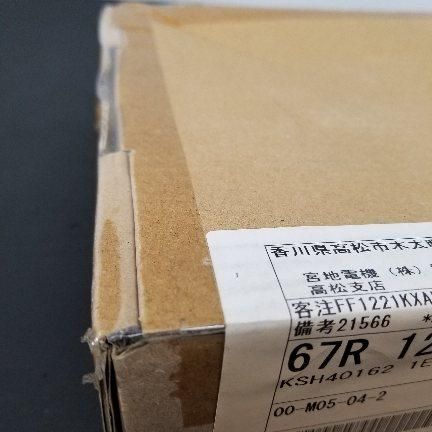 香川県高松市木太
宮地電機（株）
高松支店
客注FF1221KXA
備考21566 *
67R 12
KSH40162 1E
00-M05-04-2